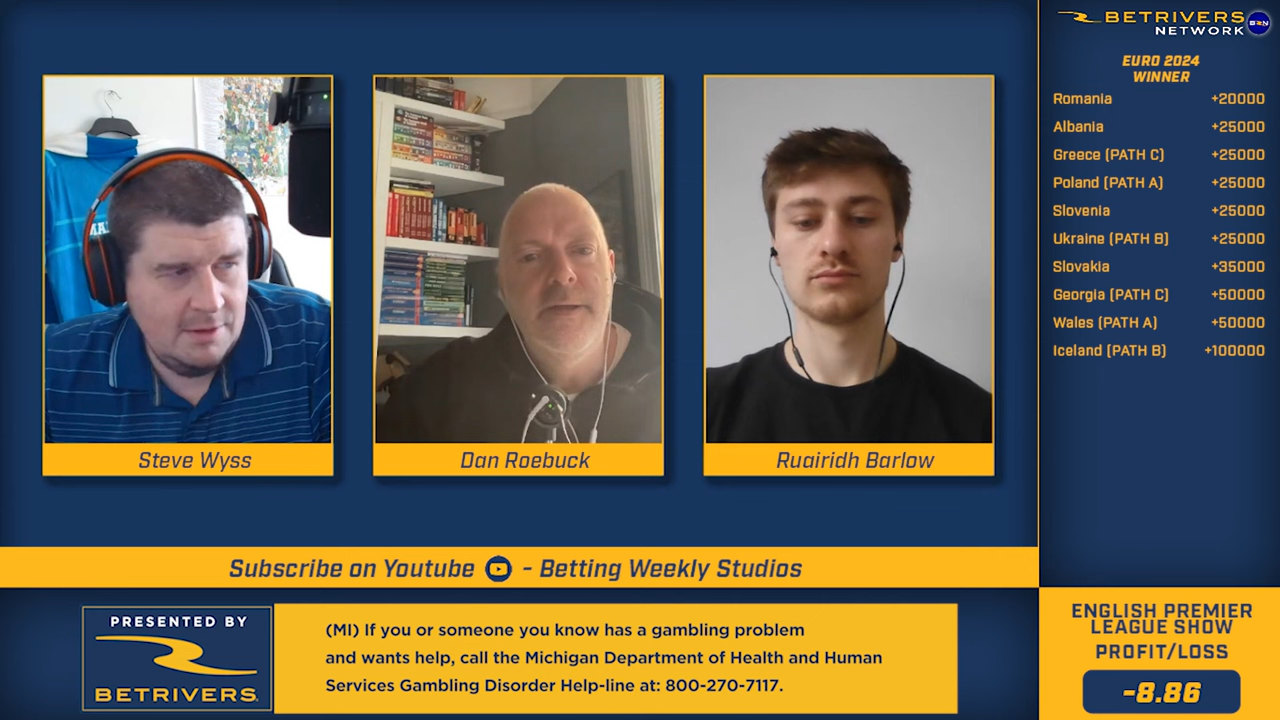 BETRIVERS
NETWORK
BRN
EURO 2024
WINNER
Romania +20000
Albania +25000
Greece (PATH C) +25000
Poland (PATH A) +25000
Slovenia +25000
Ukraine (PATH B) +25000
Slovakia +35000
Georgia (PATH C) +50000
Wales (PATH A) +50000
Iceland (PATH B) +100000
Steve Wyss
Dan Roebuck
Ruairidh Barlow
Subscribe on Youtube - Betting Weekly Studios
PRESENTED BY
BETRIVERS
(MI) If you or someone you know has a gambling problem
and wants help, call the Michigan Department of Health and Human
Services Gambling Disorder Help-line at: 800-270-7117.
ENGLISH PREMIER
LEAGUE SHOW
PROFIT/LOSS
-8.86